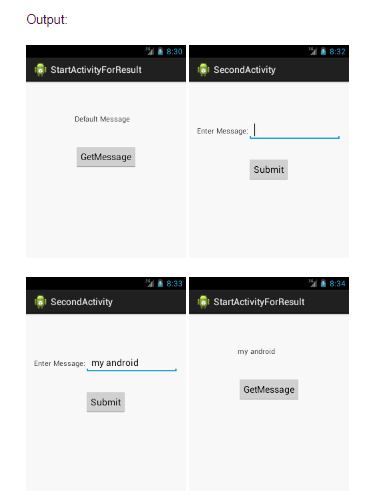 Output:
8:30
StartActivityForResult
Default Message
GetMessage
8:32
SecondActivity
Enter Message:
Submit
8:33
SecondActivity
Enter Message: my android
Submit
8:34
StartActivityForResult
my android
GetMessage